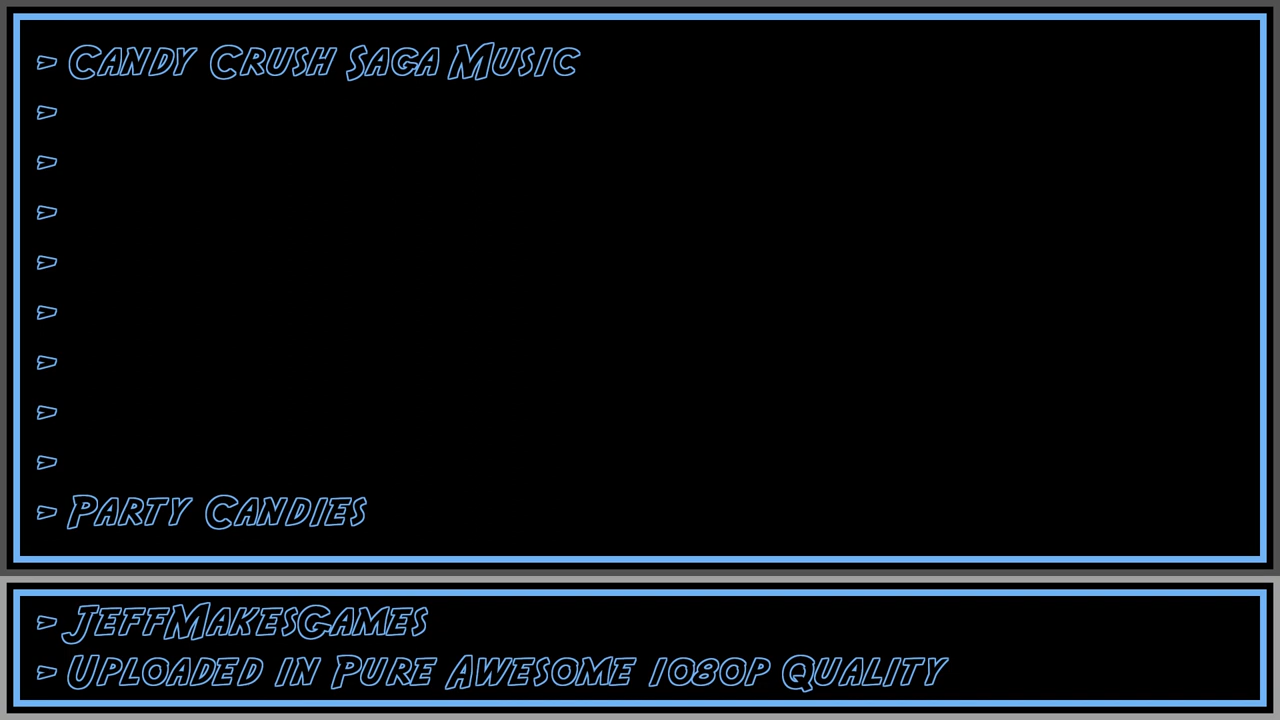 > Candy Crush Saga Music
>
>
>
>
>
>
>
>
> Party Candies
> JeffMakesGames
> Uploaded in Pure Awesome 1080p Quality